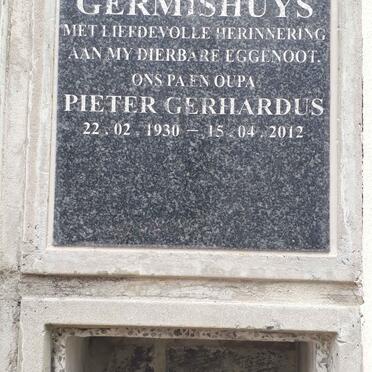 GERMISHUYS
MET LIEFDEVOLLE HERINNERING
AAN MY DIERBARE EGGENOOT.
ONS PA EN OUPA
PIETER GERHARDUS
22 . 02 . 1930 – 15 . 04 . 2012